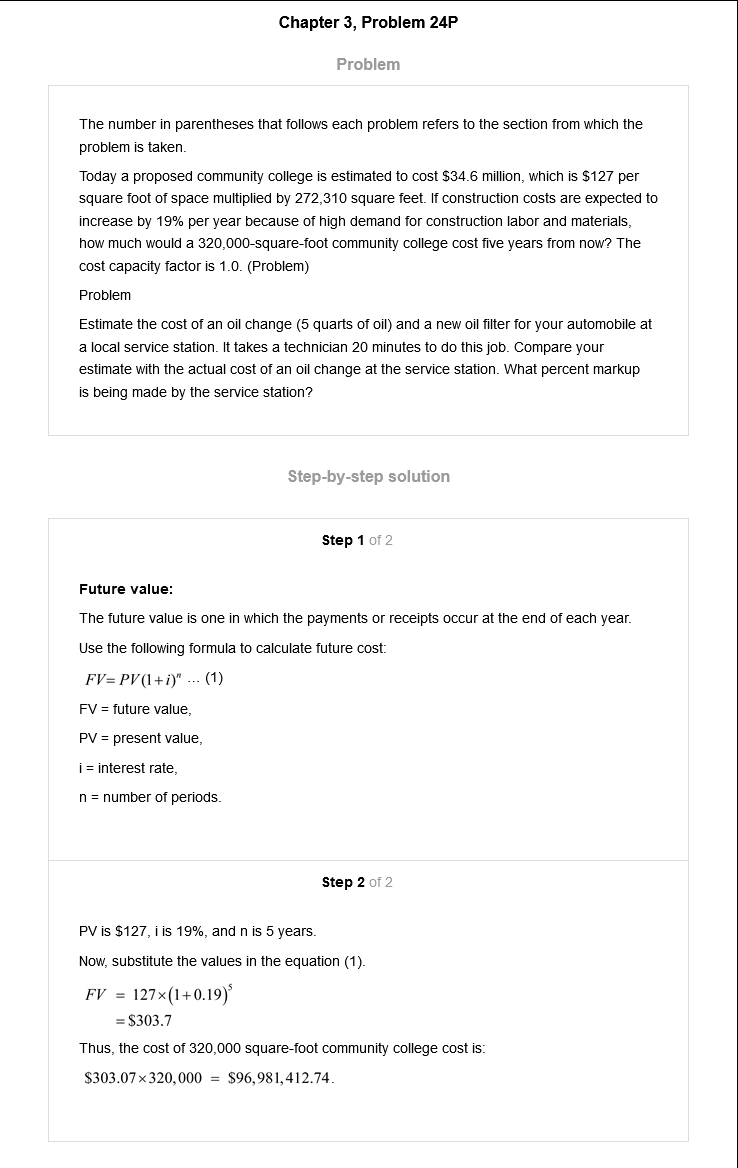 Chapter 3, Problem 24P
Problem
The number in parentheses that follows each problem refers to the section from which the
problem is taken.
Today a proposed community college is estimated to cost $34.6 million, which is $127 per
square foot of space multiplied by 272,310 square feet. If construction costs are expected to
increase by 19% per year because of high demand for construction labor and materials,
how much would a 320,000-square-foot community college cost five years from now? The
cost capacity factor is 1.0. (Problem)
Problem
Estimate the cost of an oil change (5 quarts of oil) and a new oil filter for your automobile at
a local service station. It takes a technician 20 minutes to do this job. Compare your
estimate with the actual cost of an oil change at the service station. What percent markup
is being made by the service station?
Step-by-step solution
Step 1 of 2
Future value:
The future value is one in which the payments or receipts occur at the end of each year.
Use the following formula to calculate future cost:
FV= PV(1+i)ⁿ ... (1)
FV = future value,
PV = present value,
i = interest rate,
n = number of periods.
Step 2 of 2
PV is $127, i is 19%, and n is 5 years.
Now, substitute the values in the equation (1).
FV = 127×(1+0.19)⁵
= $303.7
Thus, the cost of 320,000 square-foot community college cost is:
$303.07×320,000 = $96,981,412.74.